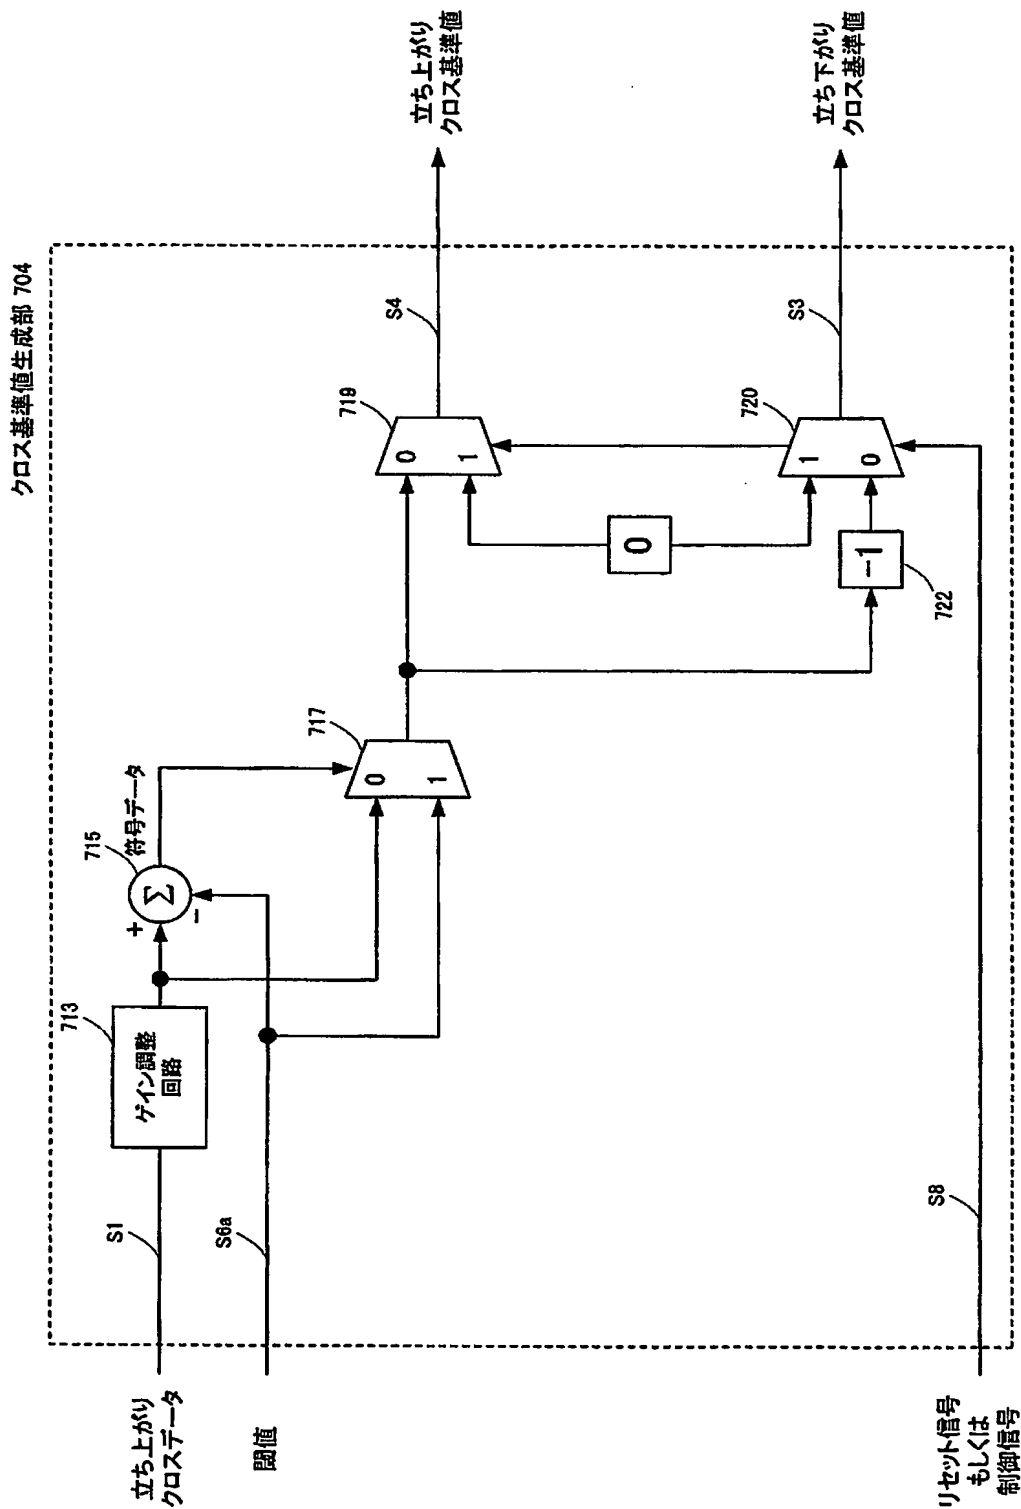 クロス基準値生成部 704
立ち上がり
クロスデータ
S1
713
ゲイン調整
回路
+
-
Σ
715
符号データ
閾値
S6a
717
0
1
719
0
1
S4
立ち上がり
クロス基準値
0
-1
722
720
1
0
S3
立ち下がり
クロス基準値
リセット信号
もしくは
制御信号
S8